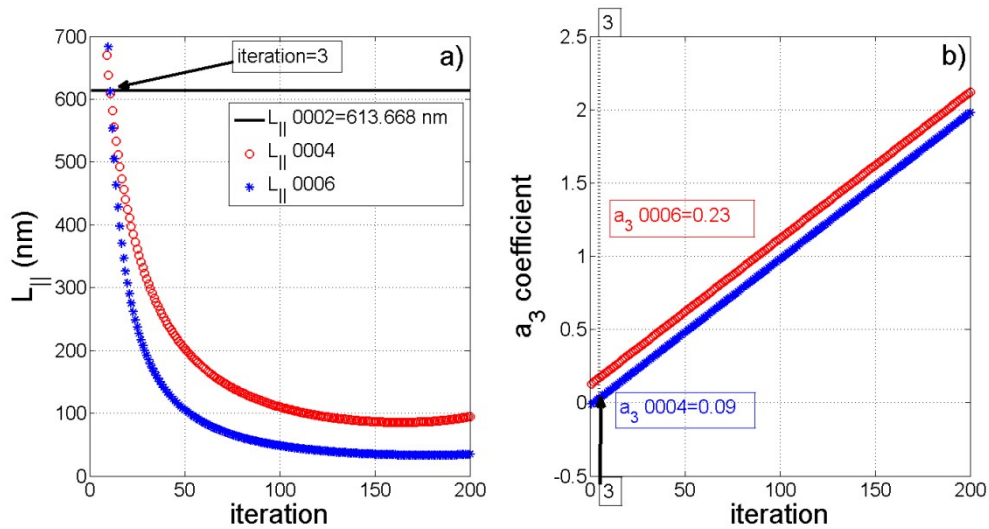 a)
700
600
500
400
300
200
100
0
0 50 100 150 200
iteration
L|| (nm)
iteration=3
L|| 0002=613.668 nm
L|| 0004
L|| 0006
b)
3
2.5
2
1.5
1
0.5
0
-0.5
3
50 100 150 200
iteration
a3 coefficient
a3 0006=0.23
a3 0004=0.09